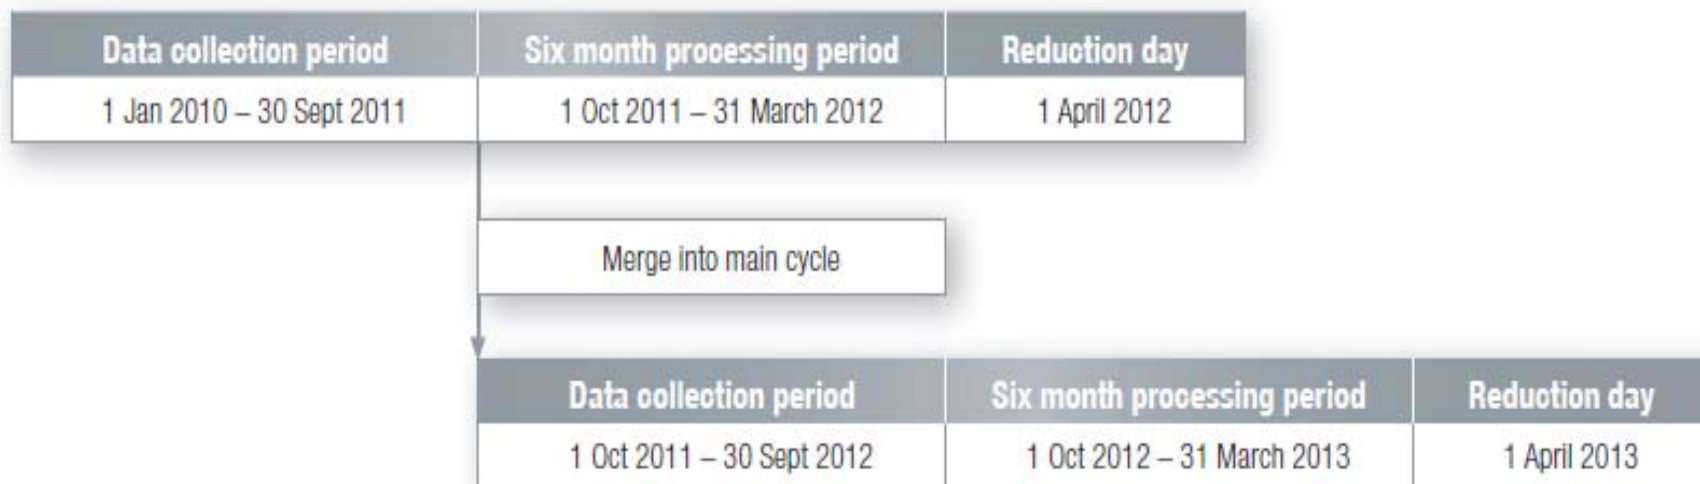 Data collection period Six month processing period Reduction day
1 Jan 2010 – 30 Sept 2011 1 Oct 2011 – 31 March 2012 1 April 2012
Merge into main cycle
Data collection period Six month processing period Reduction day
1 Oct 2011 – 30 Sept 2012 1 Oct 2012 – 31 March 2013 1 April 2013